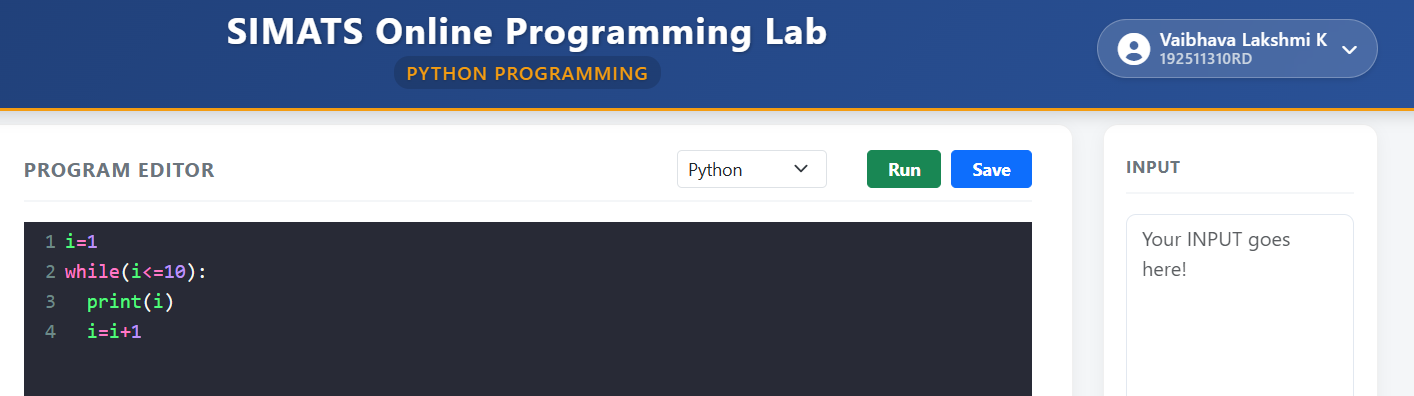 SIMATS Online Programming Lab
PYTHON PROGRAMMING
Vaibhava Lakshmi K
192511310RD
PROGRAM EDITOR
Python
Run
Save
1 i=1
2 while(i<=10):
3   print(i)
4   i=i+1
INPUT
Your INPUT goes
here!